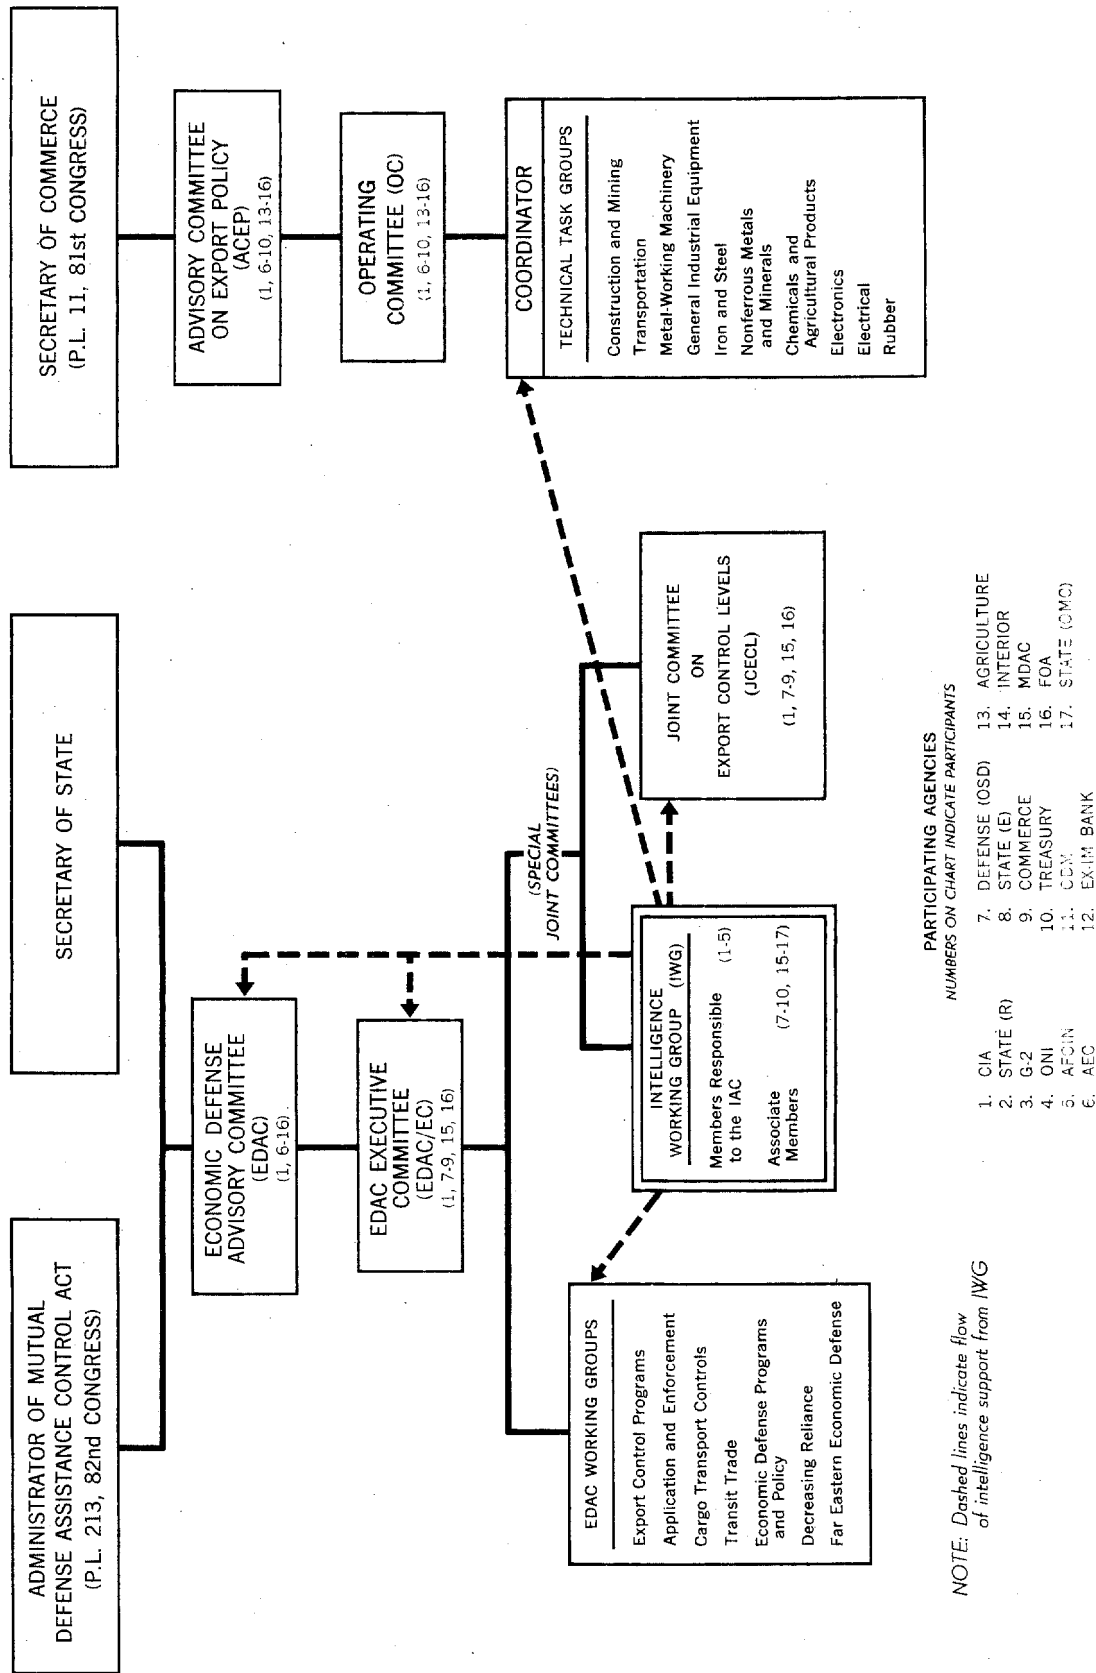 ADMINISTRATOR OF MUTUAL
DEFENSE ASSISTANCE CONTROL ACT
(P.L. 213, 82nd CONGRESS)
SECRETARY OF STATE
SECRETARY OF COMMERCE
(P.L. 11, 81st CONGRESS)
ECONOMIC DEFENSE
ADVISORY COMMITTEE
(EDAC)
(1, 6-16)
ADVISORY COMMITTEE
ON EXPORT POLICY
(ACEP)
(1, 6-10, 13-16)
EDAC EXECUTIVE
COMMITTEE
(EDAC/EC)
(1, 7-9, 15, 16)
OPERATING
COMMITTEE (OC)
(1, 6-10, 13-16)
(SPECIAL
JOINT COMMITTEES)
EDAC WORKING GROUPS
Export Control Programs
Application and Enforcement
Cargo Transport Controls
Transit Trade
Economic Defense Programs
and Policy
Decreasing Reliance
Far Eastern Economic Defense
INTELLIGENCE
WORKING GROUP (IWG)
Members Responsible (1-5)
to the IAC
Associate (7-10, 15-17)
Members
JOINT COMMITTEE
ON
EXPORT CONTROL LEVELS
(JCECL)
(1, 7-9, 15, 16)
COORDINATOR
TECHNICAL TASK GROUPS
Construction and Mining
Transportation
Metal-Working Machinery
General Industrial Equipment
Iron and Steel
Nonferrous Metals
and Minerals
Chemicals and
Agricultural Products
Electronics
Electrical
Rubber
NOTE: Dashed lines indicate flow
of intelligence support from IWG
PARTICIPATING AGENCIES
NUMBERS ON CHART INDICATE PARTICIPANTS
1. CIA
2. STATE (R)
3. G-2
4. ONI
5. AFCIN
6. AEC
7. DEFENSE (OSD)
8. STATE (E)
9. COMMERCE
10. TREASURY
11. ODM
12. EX-IM BANK
13. AGRICULTURE
14. INTERIOR
15. MDAC
16. FOA
17. STATE (OMC)